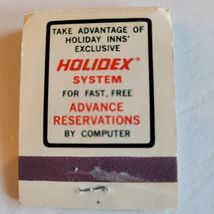 TAKE ADVANTAGE OF
HOLIDAY INNS'
EXCLUSIVE
HOLIDEX®
SYSTEM
FOR FAST, FREE
ADVANCE
RESERVATIONS
BY COMPUTER